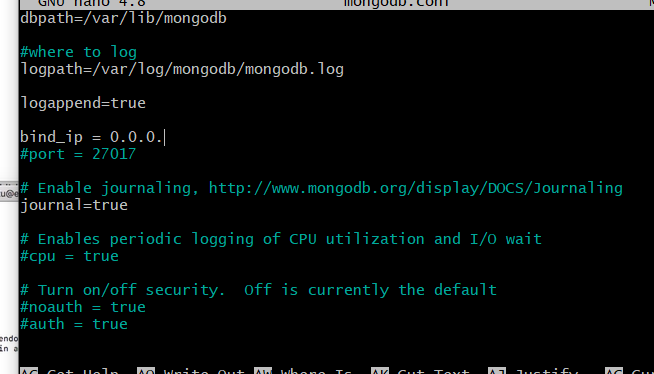 GNU nano 4.8 mongodb.conf
dbpath=/var/lib/mongodb
#where to log
logpath=/var/log/mongodb/mongodb.log
logappend=true
bind_ip = 0.0.0.
#port = 27017
# Enable journaling, http://www.mongodb.org/display/DOCS/Journaling
journal=true
# Enables periodic logging of CPU utilization and I/O wait
#cpu = true
# Turn on/off security.  Off is currently the default
#noauth = true
#auth = true
^G Get Help ^O Write Out ^W Where Is ^K Cut Text ^J Justify ^C